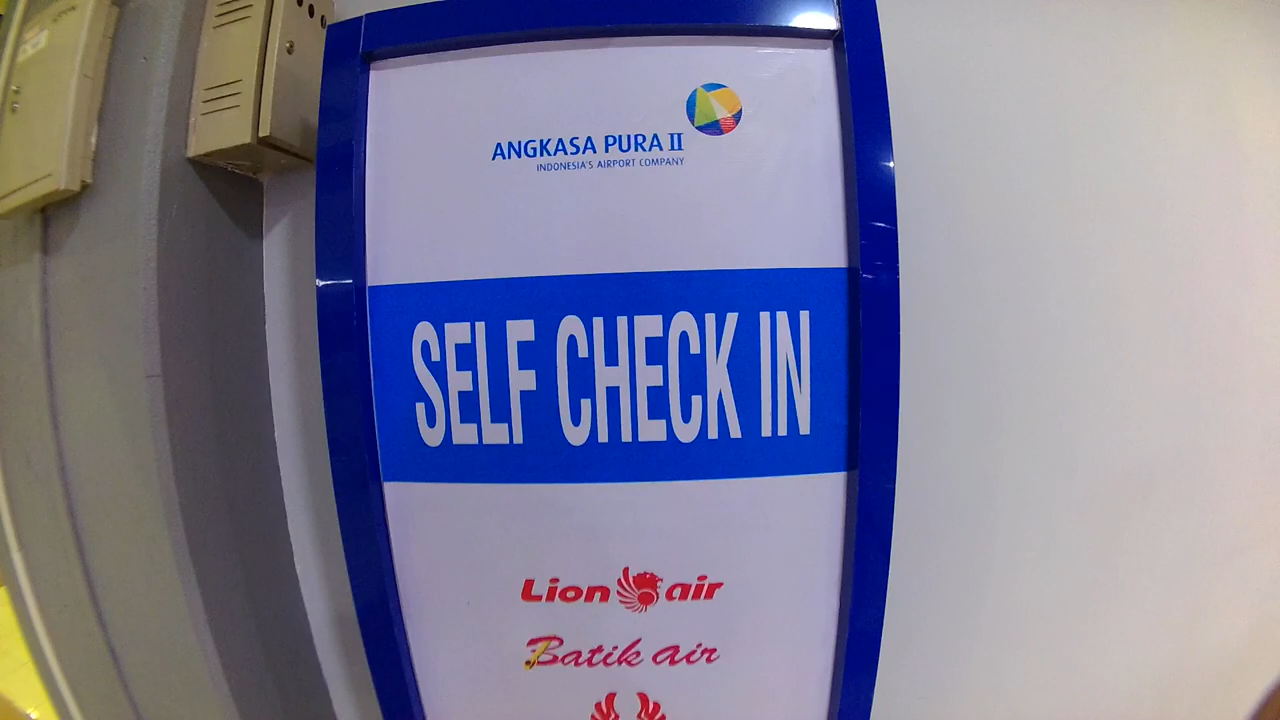 ANGKASA PURA II
INDONESIA'S AIRPORT COMPANY
SELF CHECK IN
Lion air
Batik air